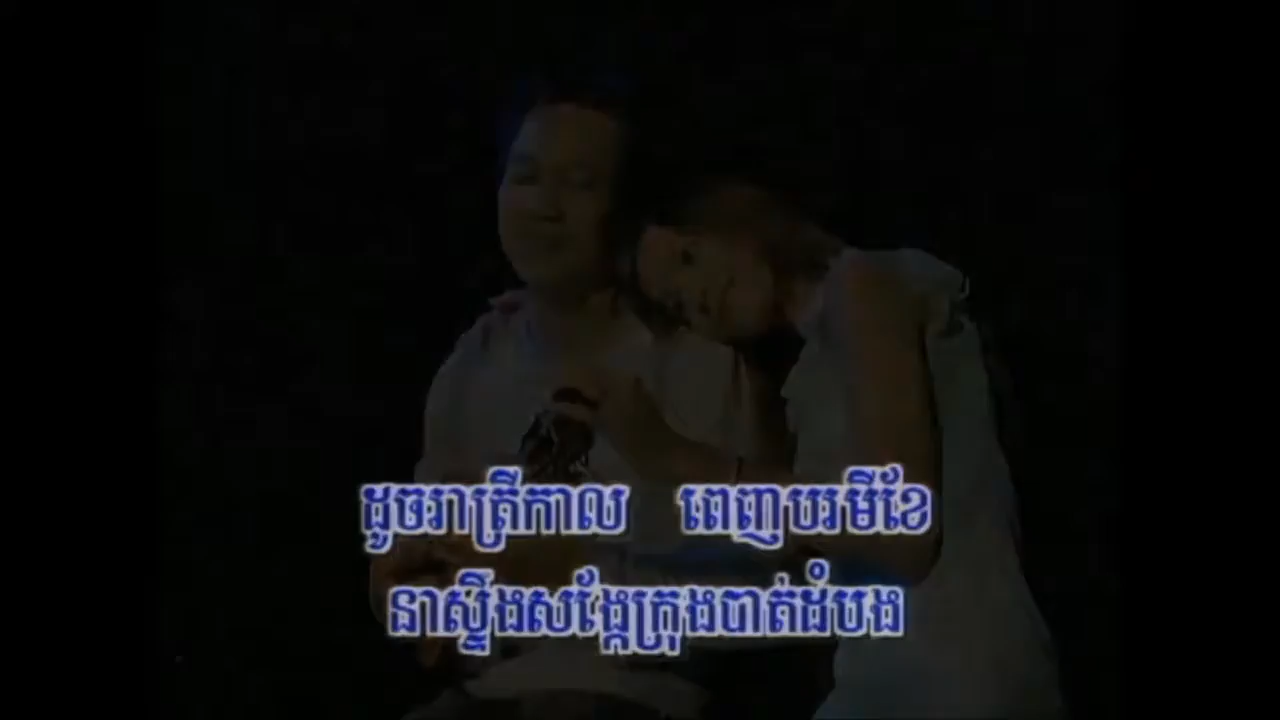 ដូចរាត្រីកាល ពេញបរមីខែ
នាស្ទឹងសង្កែក្រុងបាត់ដំបង